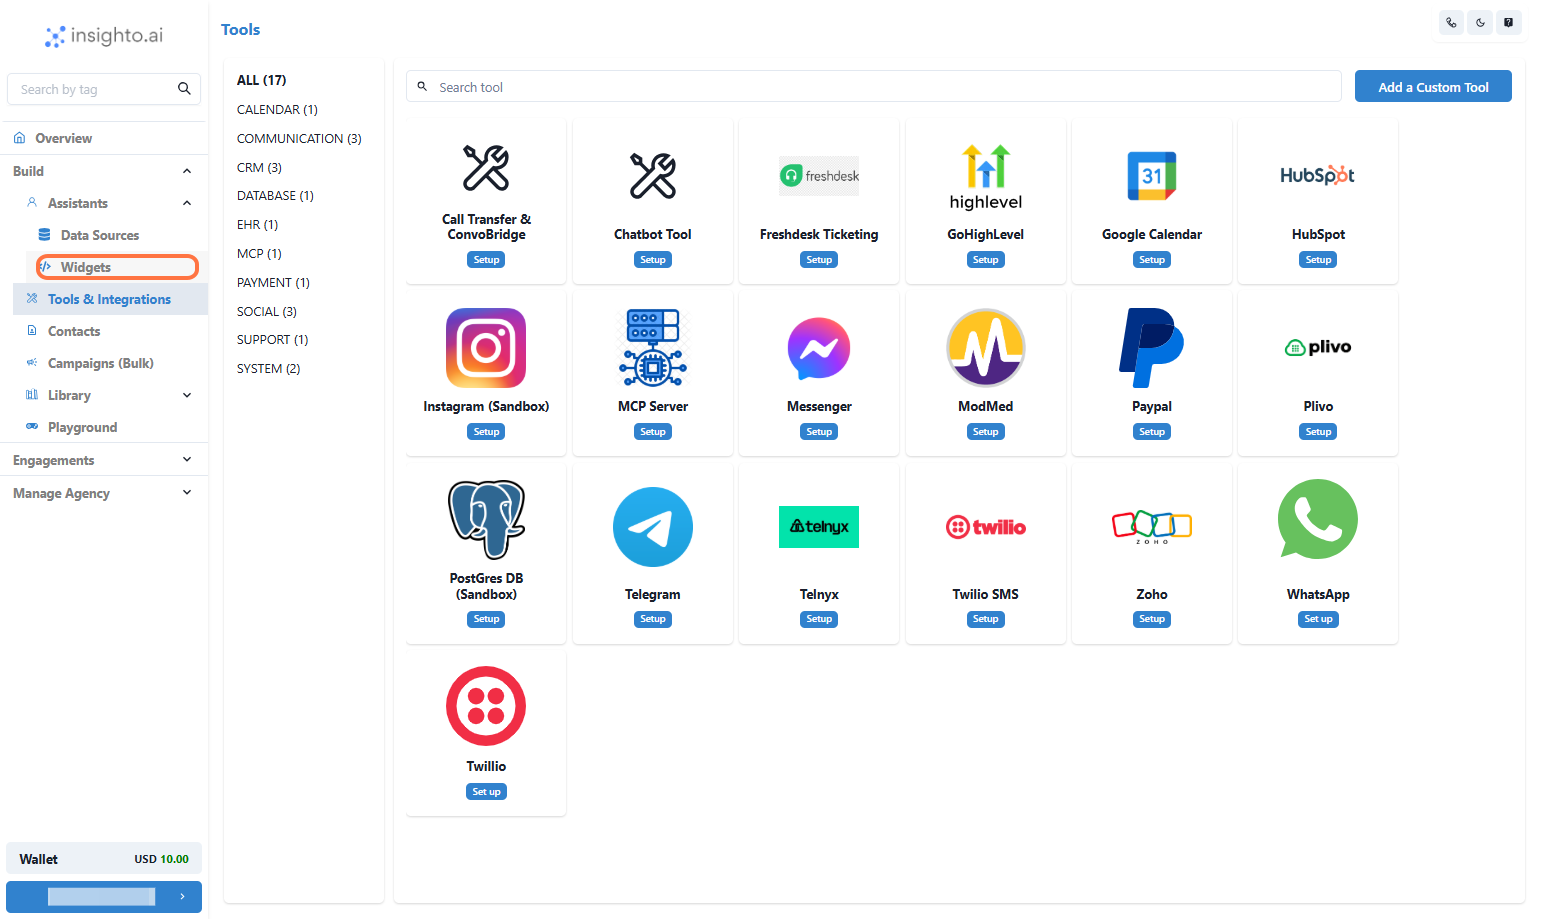 insighto.ai
Search by tag
Overview
Build
Assistants
Data Sources
Widgets
Tools & Integrations
Contacts
Campaigns (Bulk)
Library
Playground
Engagements
Manage Agency
Wallet USD 10.00
Tools
ALL (17)
CALENDAR (1)
COMMUNICATION (3)
CRM (3)
DATABASE (1)
EHR (1)
MCP (1)
PAYMENT (1)
SOCIAL (3)
SUPPORT (1)
SYSTEM (2)
Search tool
Add a Custom Tool
Call Transfer &
ConvoBridge
Setup
Chatbot Tool
Setup
freshdesk
Freshdesk Ticketing
Setup
highlevel
GoHighLevel
Setup
31
Google Calendar
Setup
HubSpot
HubSpot
Setup
Instagram (Sandbox)
Setup
MCP Server
Setup
Messenger
Setup
ModMed
Setup
Paypal
Setup
plivo
Plivo
Setup
PostGres DB
(Sandbox)
Setup
Telegram
Setup
telnyx
Telnyx
Setup
twilio
Twilio SMS
Setup
ZOHO
Zoho
Setup
WhatsApp
Set up
Twillio
Set up